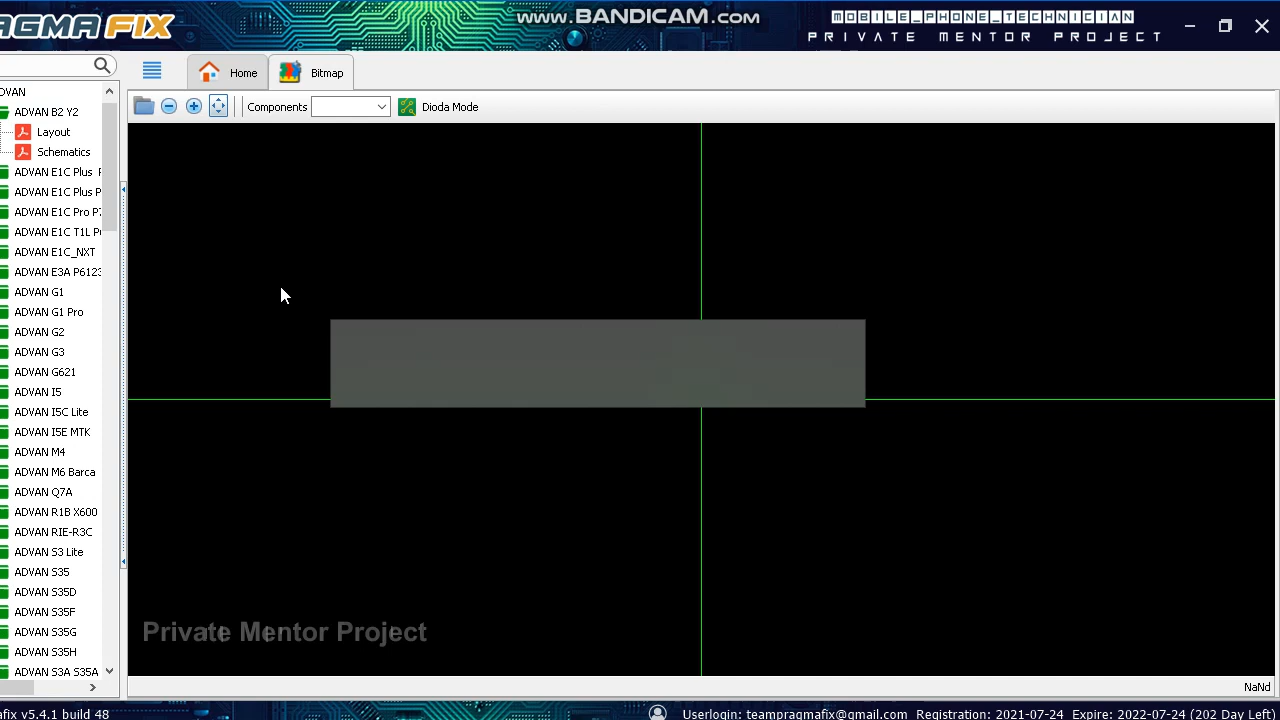 AGMA FIX
www.BANDICAM.com
MOBILE_PHONE_TECHNICIAN
PRIVATE MENTOR PROJECT
Home
Bitmap
DVAN
Components
Dioda Mode
ADVAN B2 Y2
Layout
Schematics
ADVAN E1C Plus
ADVAN E1C Plus P
ADVAN E1C Pro P7
ADVAN E1C T1L P
ADVAN E1C_NXT
ADVAN E3A P6123
ADVAN G1
ADVAN G1 Pro
ADVAN G2
ADVAN G3
ADVAN G621
ADVAN I5
ADVAN I5C Lite
ADVAN I5E MTK
ADVAN M4
ADVAN M6 Barca
ADVAN Q7A
ADVAN R1B X600
ADVAN RIE-R3C
ADVAN S3 Lite
ADVAN S35
ADVAN S35D
ADVAN S35F
ADVAN S35G
ADVAN S35H
ADVAN S3A S35A
Private Mentor Project
NaNd
afix v5.4.1 build 48
Userlogin: teampragmafix@gmail.com Registration: 2021-07-24 Expire: 2022-07-24 (202 Day Left)